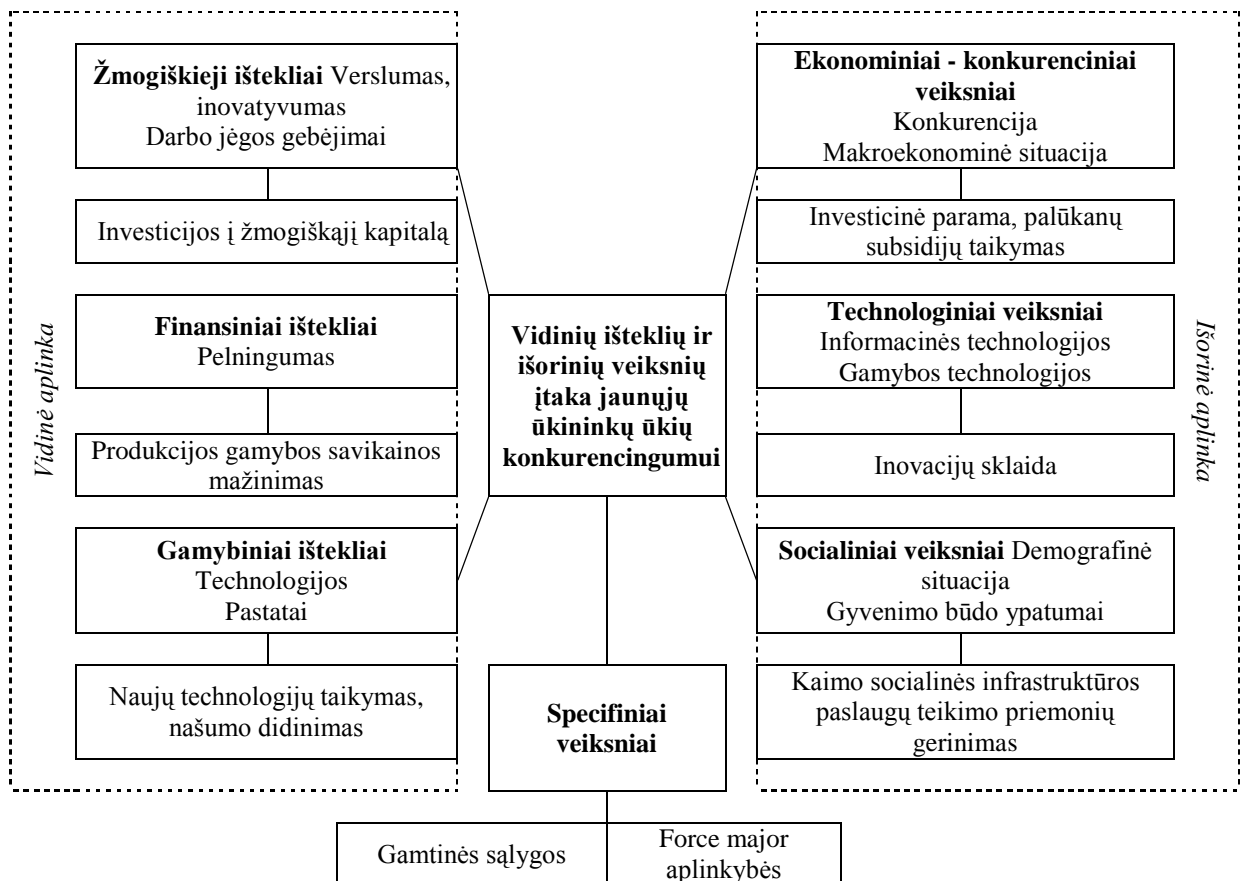 Vidinė aplinka
Žmogiškieji ištekliai Verslumas,
inovatyvumas
Darbo jėgos gebėjimai
Investicijos į žmogiškąjį kapitalą
Finansiniai ištekliai
Pelningumas
Produkcijos gamybos savikainos
mažinimas
Gamybiniai ištekliai
Technologijos
Pastatai
Naujų technologijų taikymas,
našumo didinimas
Vidinių išteklių ir
išorinių veiksnių
įtaka jaunųjų
ūkininkų ūkių
konkurencingumui
Specifiniai
veiksniai
Gamtinės sąlygos
Force major
aplinkybės
Ekonominiai - konkurenciniai
veiksniai
Konkurencija
Makroekonominė situacija
Investicinė parama, palūkanų
subsidijų taikymas
Technologiniai veiksniai
Informacinės technologijos
Gamybos technologijos
Inovacijų sklaida
Socialiniai veiksniai Demografinė
situacija
Gyvenimo būdo ypatumai
Kaimo socialinės infrastruktūros
paslaugų teikimo priemonių
gerinimas
Išorinė aplinka